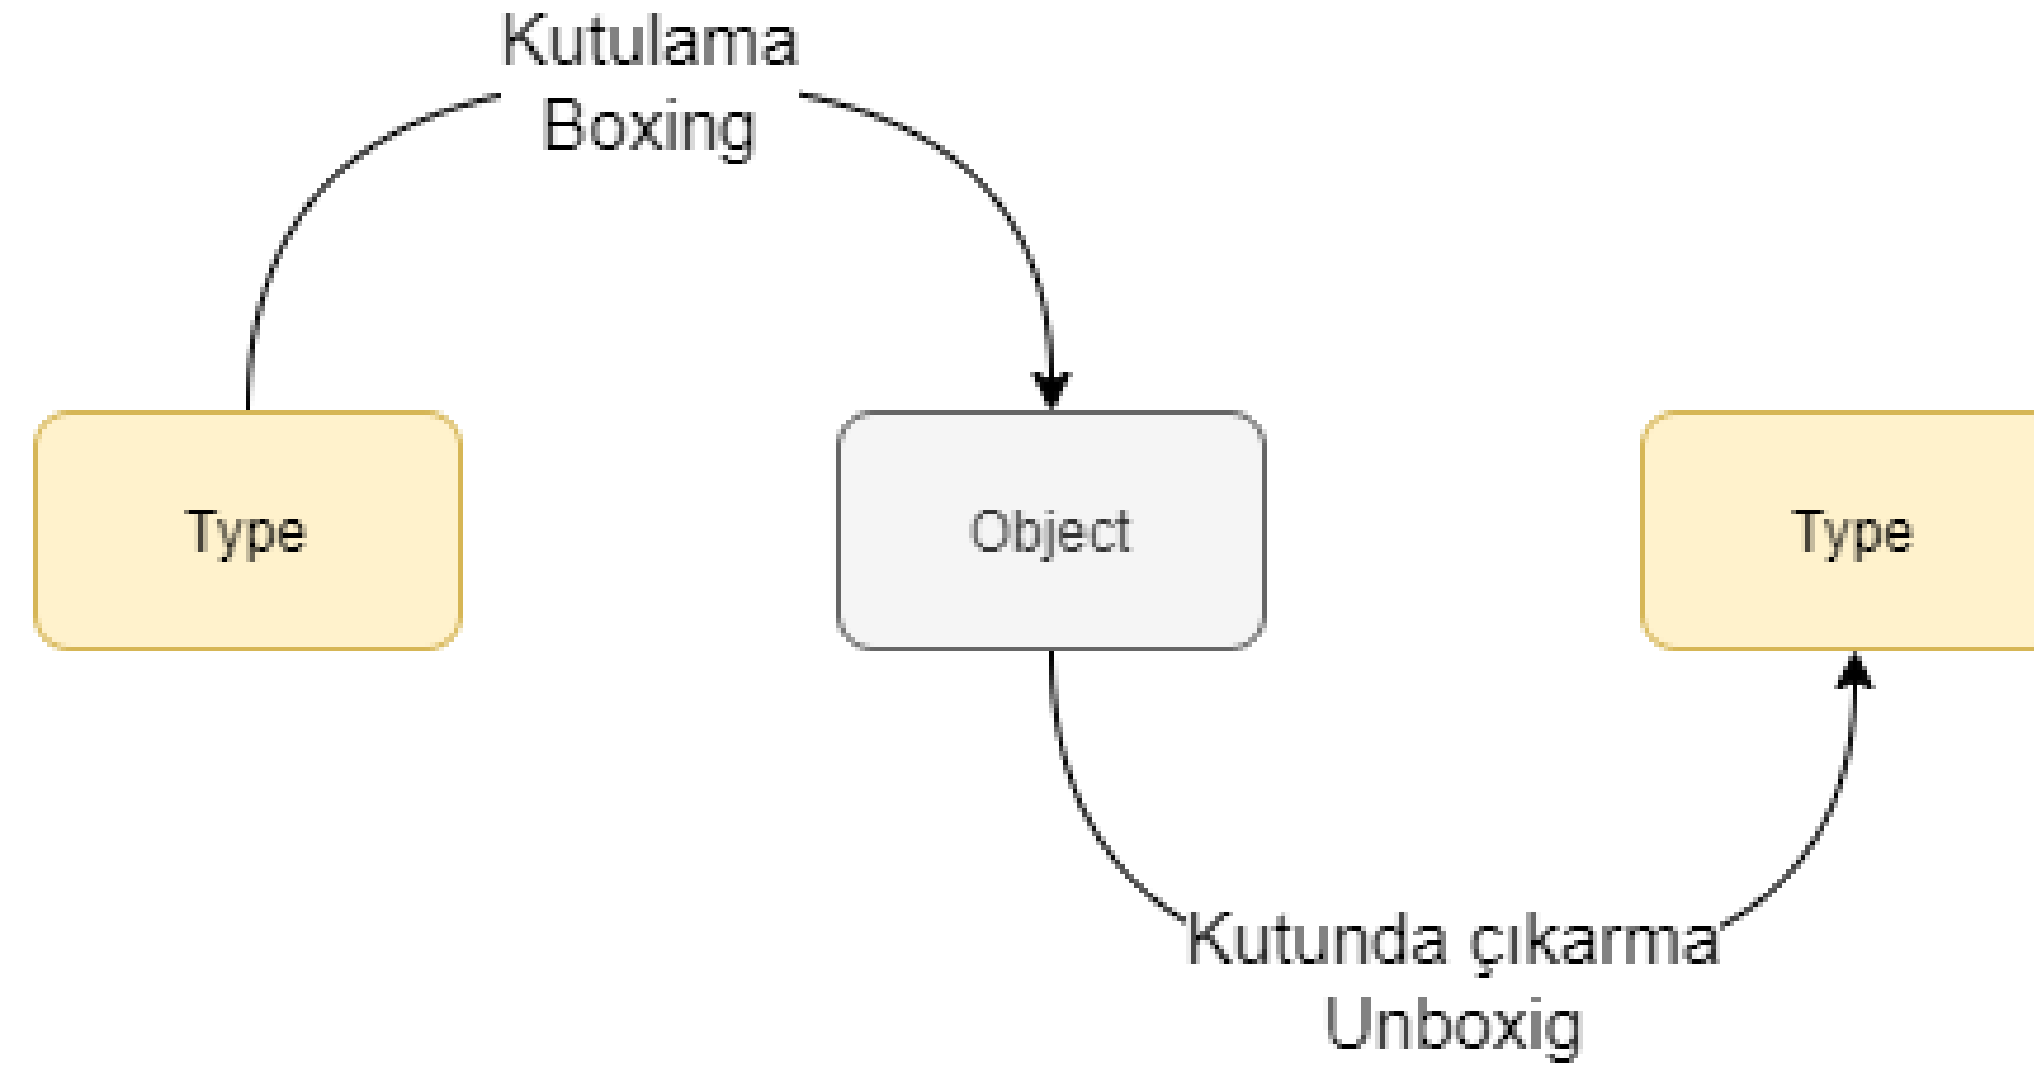 Kutulama
Boxing
Type
Object
Type
Kutunda çıkarma
Unboxig